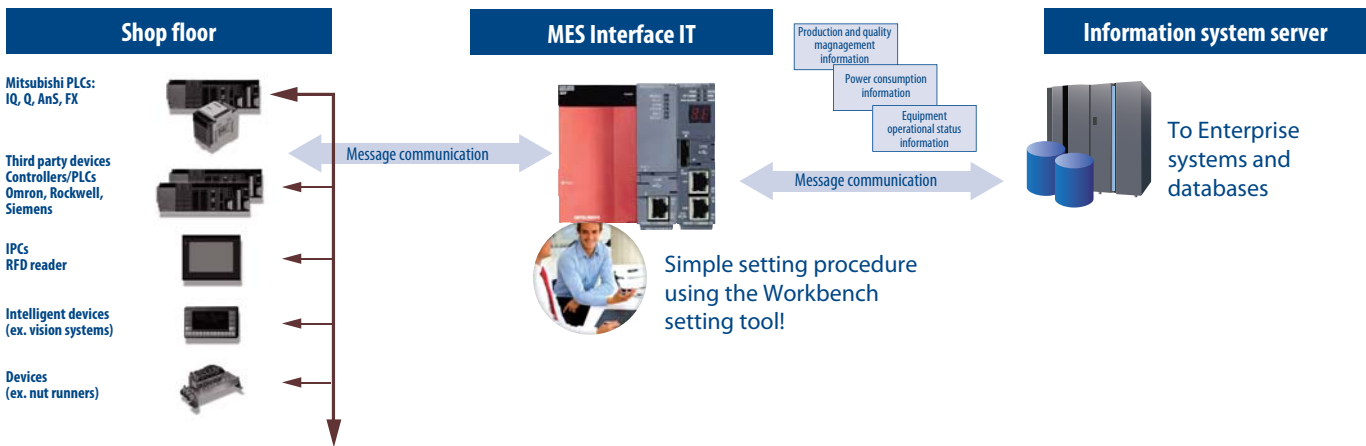 Shop floor
Mitsubishi PLCs:
IQ, Q, AnS, FX
Third party devices
Controllers/PLCs
Omron, Rockwell,
Siemens
IPCs
RFD reader
Intelligent devices
(ex. vision systems)
Devices
(ex. nut runners)
Message communication
MES Interface IT
Simple setting procedure
using the Workbench
setting tool!
Production and quality
magnagement
information
Power consumption
information
Equipment
operational status
information
Message communication
Information system server
To Enterprise
systems and
databases